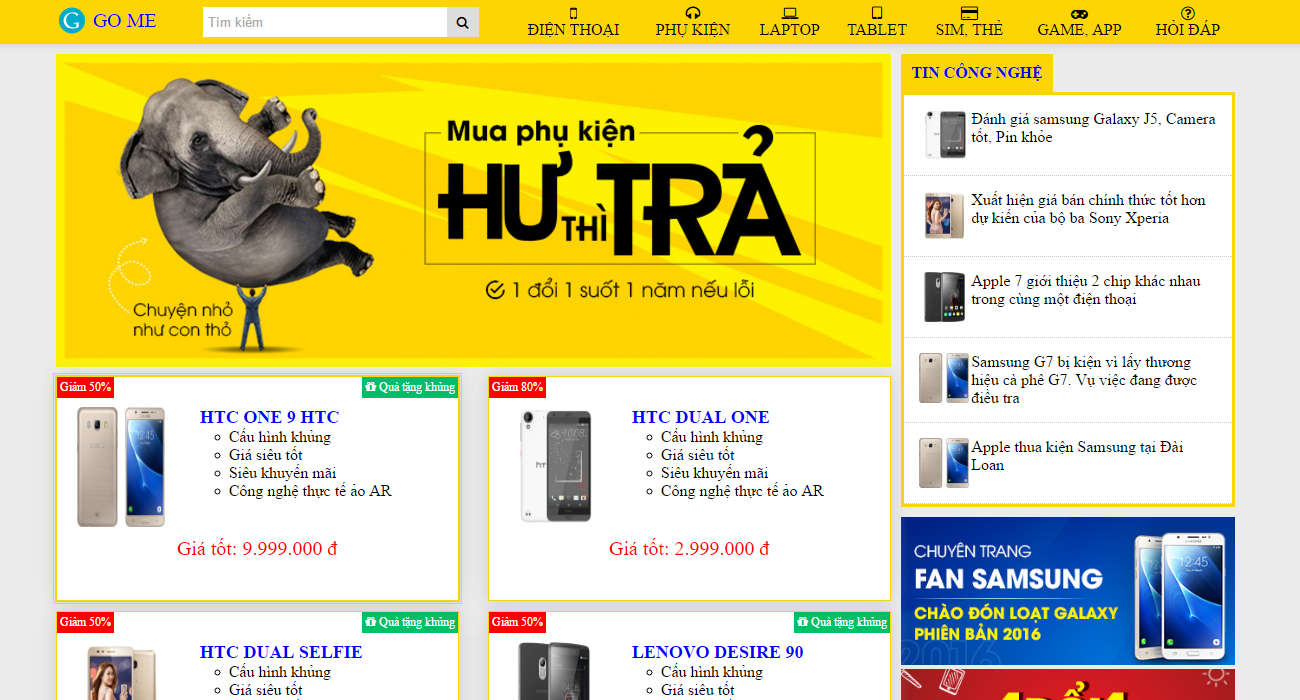 G GO ME
Tìm kiếm
ĐIỆN THOẠI
PHỤ KIỆN
LAPTOP
TABLET
SIM, THẺ
GAME, APP
HỎI ĐÁP
Mua phụ kiện
HƯ THÌ TRẢ
1 đổi 1 suốt 1 năm nếu lỗi
Chuyện nhỏ
như con thỏ
TIN CÔNG NGHỆ
Đánh giá samsung Galaxy J5, Camera
tốt, Pin khỏe
Xuất hiện giá bán chính thức tốt hơn
dự kiến của bộ ba Sony Xperia
Apple 7 giới thiệu 2 chip khác nhau
trong cùng một điện thoại
Samsung G7 bị kiện vì lấy thương
hiệu cà phê G7. Vụ việc đang được
điều tra
Apple thua kiện Samsung tại Đài
Loan
Giảm 50%
Quà tặng khủng
HTC ONE 9 HTC
Cấu hình khủng
Giá siêu tốt
Siêu khuyến mãi
Công nghệ thực tế ảo AR
Giá tốt: 9.999.000 đ
Giảm 80%
HTC DUAL ONE
Cấu hình khủng
Giá siêu tốt
Siêu khuyến mãi
Công nghệ thực tế ảo AR
Giá tốt: 2.999.000 đ
CHUYÊN TRANG
FAN SAMSUNG
CHÀO ĐÓN LOẠT GALAXY
PHIÊN BẢN 2016
2016
Giảm 50%
Quà tặng khủng
HTC DUAL SELFIE
Cấu hình khủng
Giá siêu tốt
Giảm 50%
Quà tặng khủng
LENOVO DESIRE 90
Cấu hình khủng
Giá siêu tốt